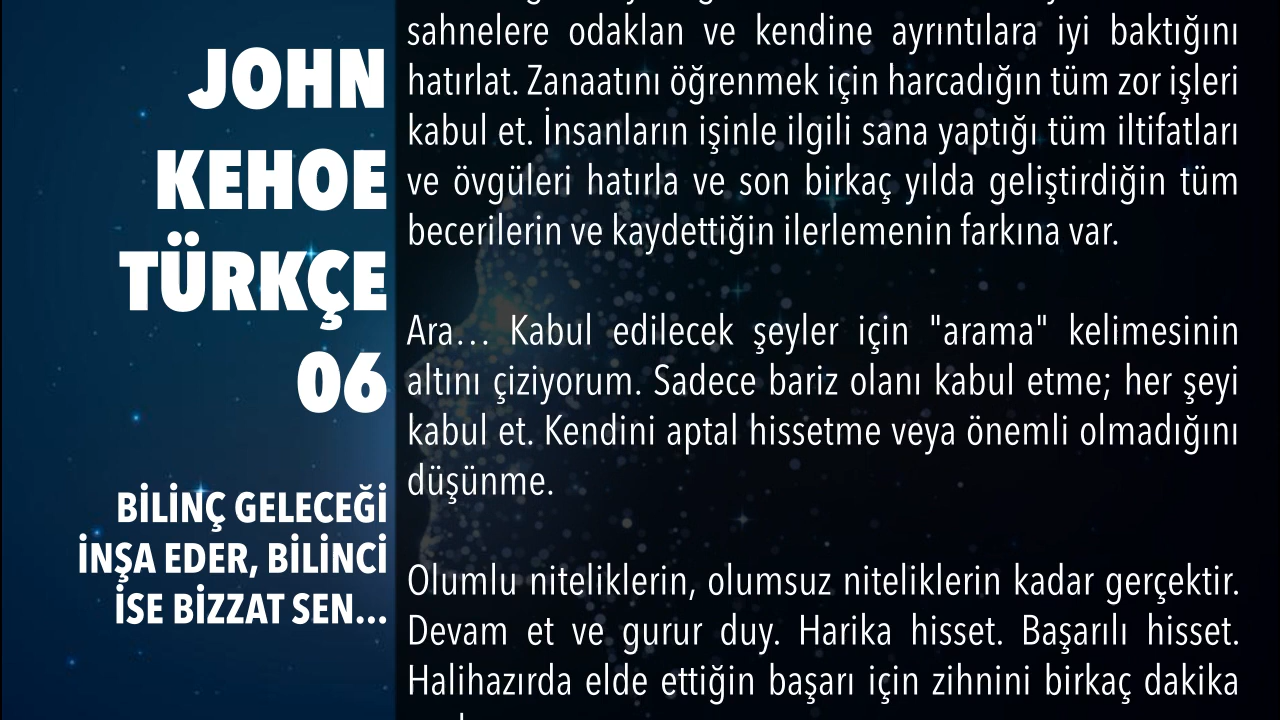 JOHN
KEHOE
TÜRKÇE
06
BİLİNÇ GELECEĞİ
İNŞA EDER, BİLİNCİ
İSE BİZZAT SEN...
sahnelere odaklan ve kendine ayrıntılara iyi baktığını
hatırlat. Zanaatını öğrenmek için harcadığın tüm zor işleri
kabul et. İnsanların işinle ilgili sana yaptığı tüm iltifatları
ve övgüleri hatırla ve son birkaç yılda geliştirdiğin tüm
becerilerin ve kaydettiğin ilerlemenin farkına var.
Ara... Kabul edilecek şeyler için "arama" kelimesinin
altını çiziyorum. Sadece bariz olanı kabul etme; her şeyi
kabul et. Kendini aptal hissetme veya önemli olmadığını
düşünme.
Olumlu niteliklerin, olumsuz niteliklerin kadar gerçektir.
Devam et ve gurur duy. Harika hisset. Başarılı hisset.
Halihazırda elde ettiğin başarı için zihnini birkaç dakika